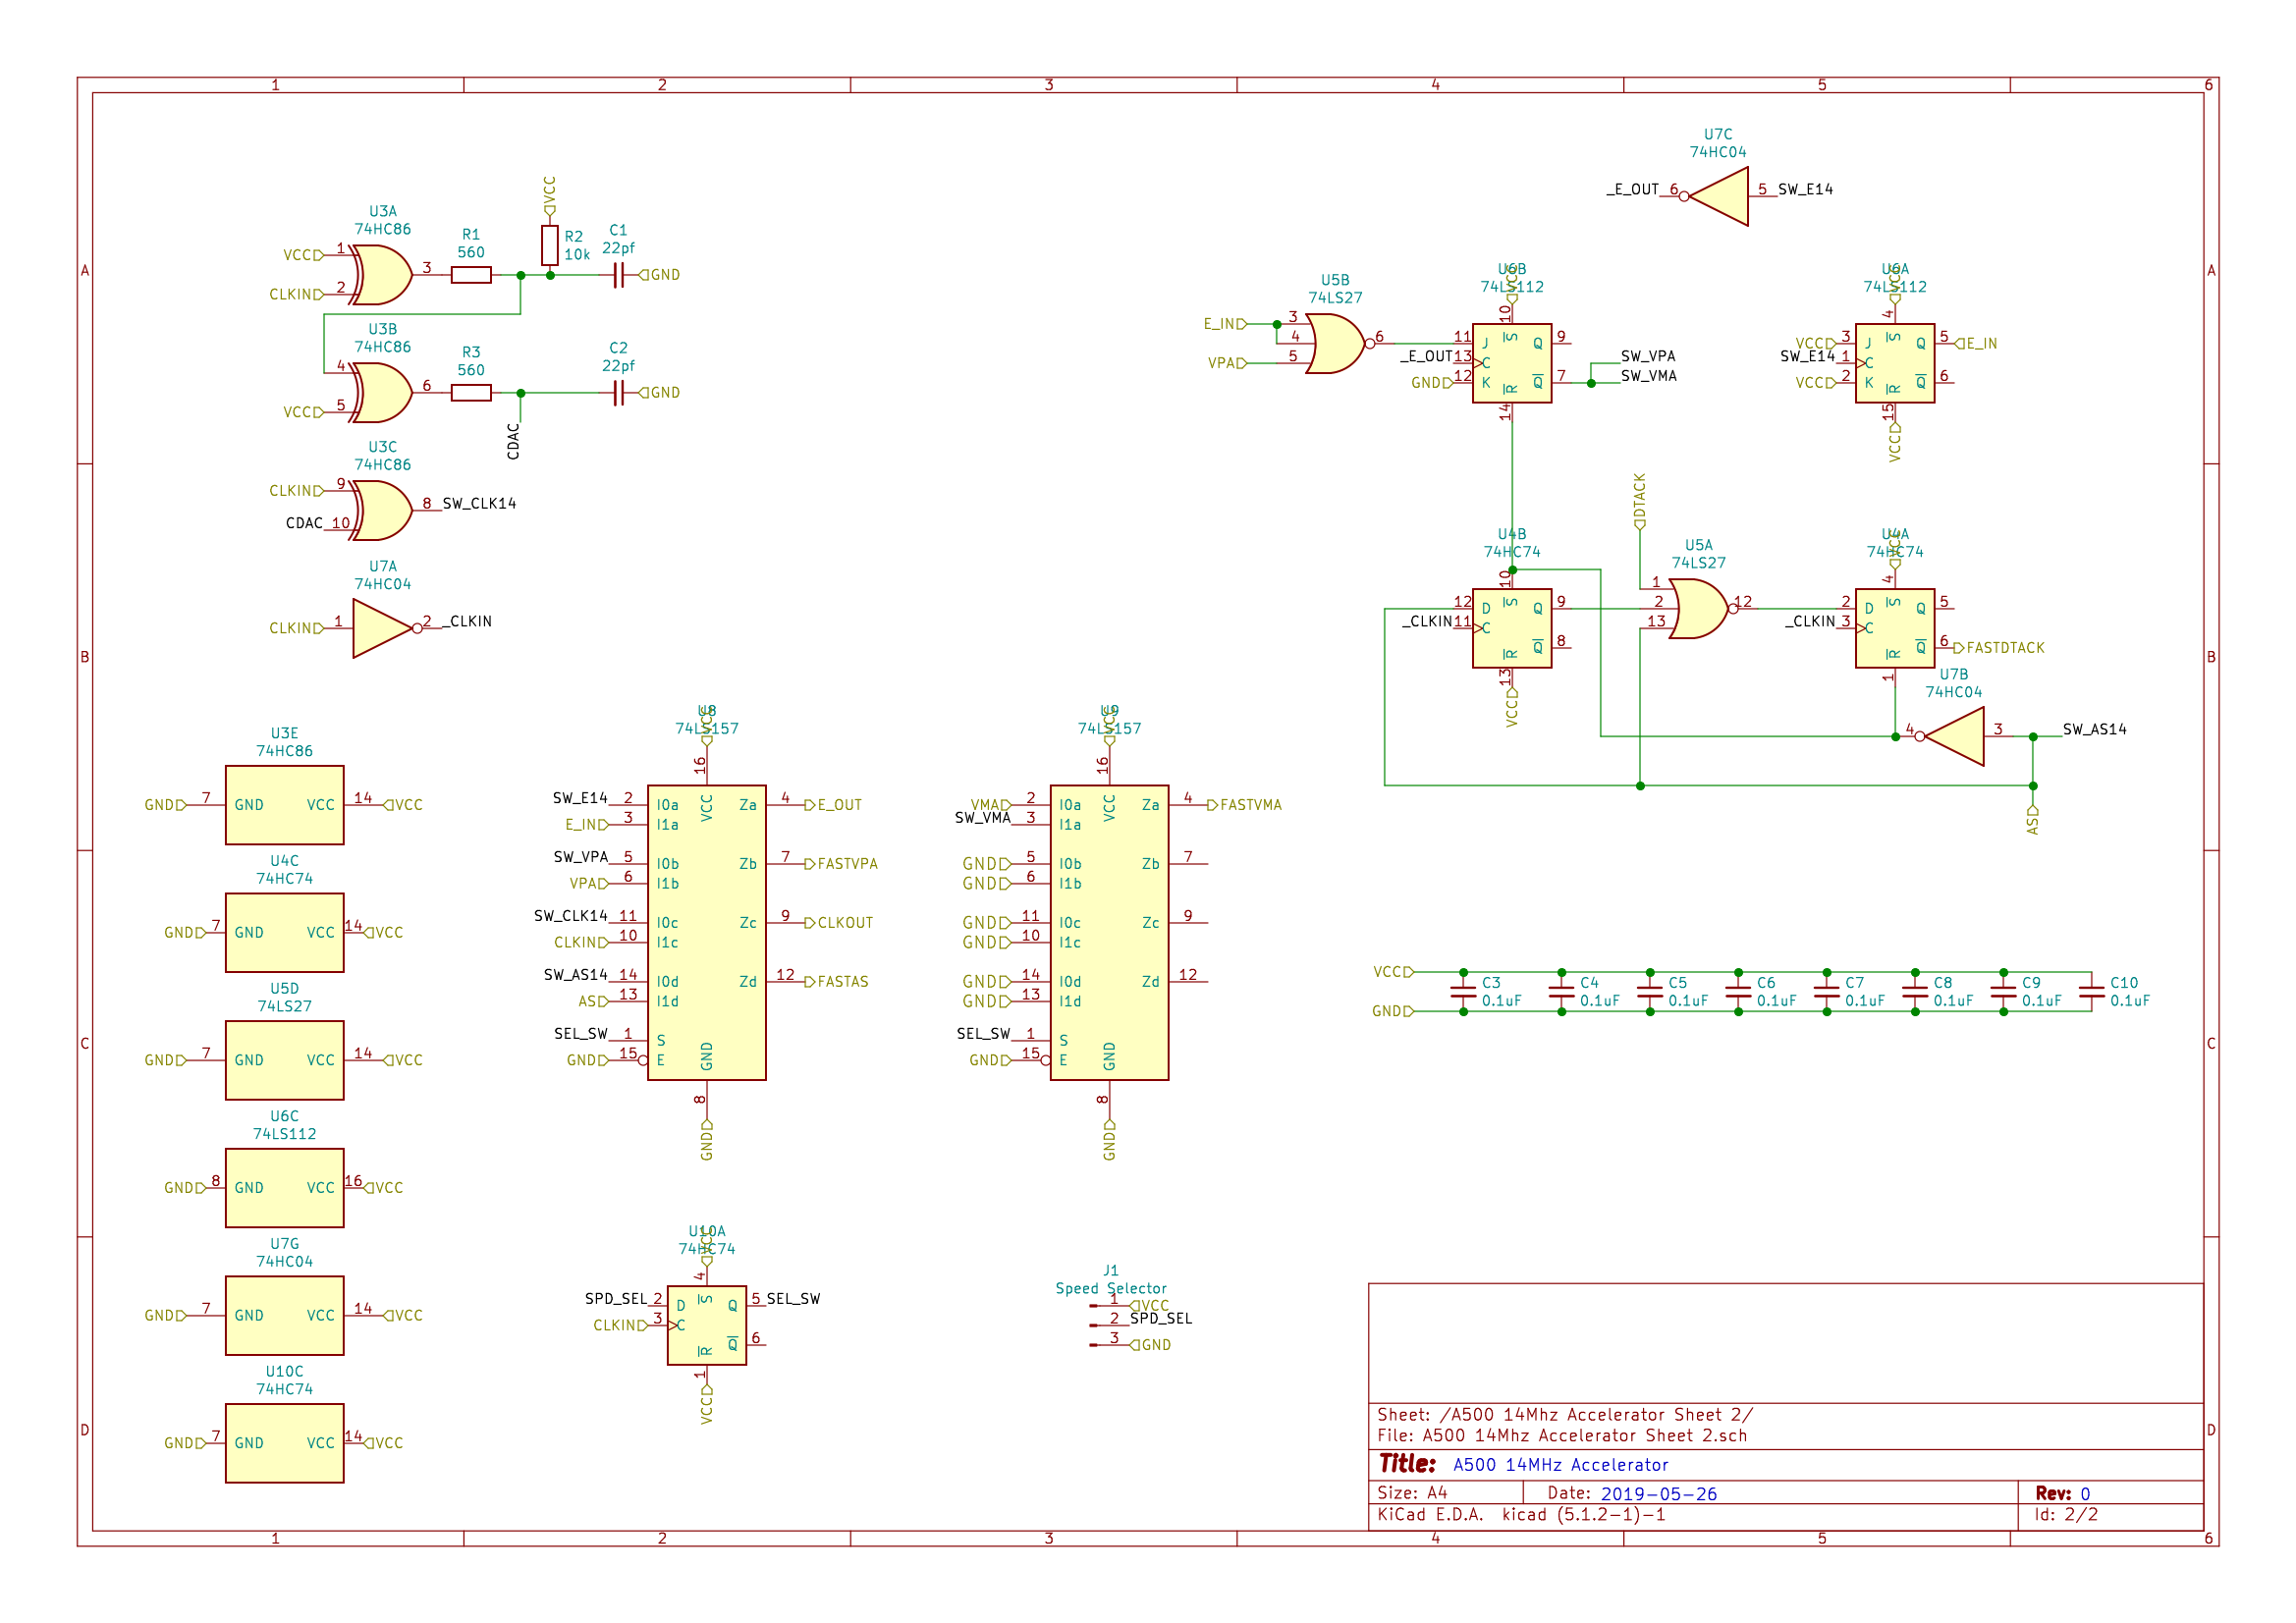 1 2 3 4 5 6
A
B
C
D
U3A
74HC86
VCC 1
CLKIN 2
3
R1
560
VCC
R2
10k
C1
22pf
GND
U3B
74HC86
4
VCC 5
6
R3
560
C2
22pf
GND
CDAC
U3C
74HC86
CLKIN 9
CDAC 10
8 SW_CLK14
U7A
74HC04
CLKIN 1
2 _CLKIN
U3E
74HC86
GND 7 GND VCC 14 VCC
U4C
74HC74
GND 7 GND VCC 14 VCC
U5D
74LS27
GND 7 GND VCC 14 VCC
U6C
74LS112
GND 8 GND VCC 16 VCC
U7G
74HC04
GND 7 GND VCC 14 VCC
U10C
74HC74
GND 7 GND VCC 14 VCC
U8
74LS157
VCC
16
VCC
SW_E14 2 I0a Za 4 E_OUT
E_IN 3 I1a
SW_VPA 5 I0b Zb 7 FASTVPA
VPA 6 I1b
SW_CLK14 11 I0c Zc 9 CLKOUT
CLKIN 10 I1c
SW_AS14 14 I0d Zd 12 FASTAS
AS 13 I1d
SEL_SW 1 S
GND 15 E
GND
8
GND
U9
74LS157
VCC
16
VCC
VMA 2 I0a Za 4 FASTVMA
SW_VMA 3 I1a
GND 5 I0b Zb 7
GND 6 I1b
GND 11 I0c Zc 9
GND 10 I1c
GND 14 I0d Zd 12
GND 13 I1d
SEL_SW 1 S
GND 15 E
GND
8
GND
U10A
74HC74
VCC
4
S
SPD_SEL 2 D Q 5 SEL_SW
CLKIN 3 C
Q 6
R
1
VCC
J1
Speed Selector
1 VCC
2 SPD_SEL
3 GND
U7C
74HC04
_E_OUT 6 5 SW_E14
U5B
74LS27
E_IN 3
4
VPA 5
6
U6B
74LS112
VCC
10
S
11 J Q 9
_E_OUT 13 C
GND 12 K Q 7
R
14
SW_VPA
SW_VMA
U6A
74LS112
VCC
4
S
VCC 3 J Q 5 E_IN
SW_E14 1 C
VCC 2 K Q 6
R
15
VCC
U4B
74HC74
10
S
12 D Q 9
_CLKIN 11 C
Q 8
R
13
VCC
DTACK
U5A
74LS27
1
2
13
12
U4A
74HC74
VCC
4
S
2 D Q 5
_CLKIN 3 C
Q 6 FASTDTACK
R
1
U7B
74HC04
4 3
SW_AS14
AS
VCC
GND
C3
0.1uF
C4
0.1uF
C5
0.1uF
C6
0.1uF
C7
0.1uF
C8
0.1uF
C9
0.1uF
C10
0.1uF
Sheet: /A500 14Mhz Accelerator Sheet 2/
File: A500 14Mhz Accelerator Sheet 2.sch
Title: A500 14MHz Accelerator
Size: A4 Date: 2019-05-26 Rev: 0
KiCad E.D.A. kicad (5.1.2-1)-1 Id: 2/2
A
B
C
D
1 2 3 4 5 6